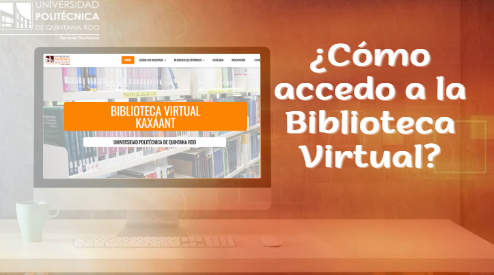 UNIVERSIDAD
POLITÉCNICA
DE QUINTANA ROO
¿Cómo
accedo a la
Biblioteca
Virtual?
BIBLIOTECA VIRTUAL
KAXÁANT
UNIVERSIDAD POLITÉCNICA DE QUINTANA ROO